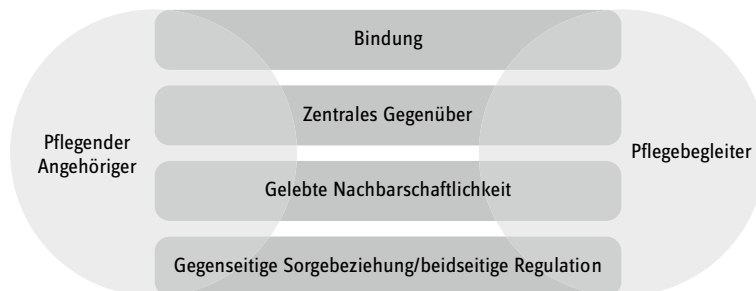 Bindung
Zentrales Gegenüber
Pflegender
Angehöriger
Pflegebegleiter
Gelebte Nachbarschaftlichkeit
Gegenseitige Sorgebeziehung/beidseitige Regulation